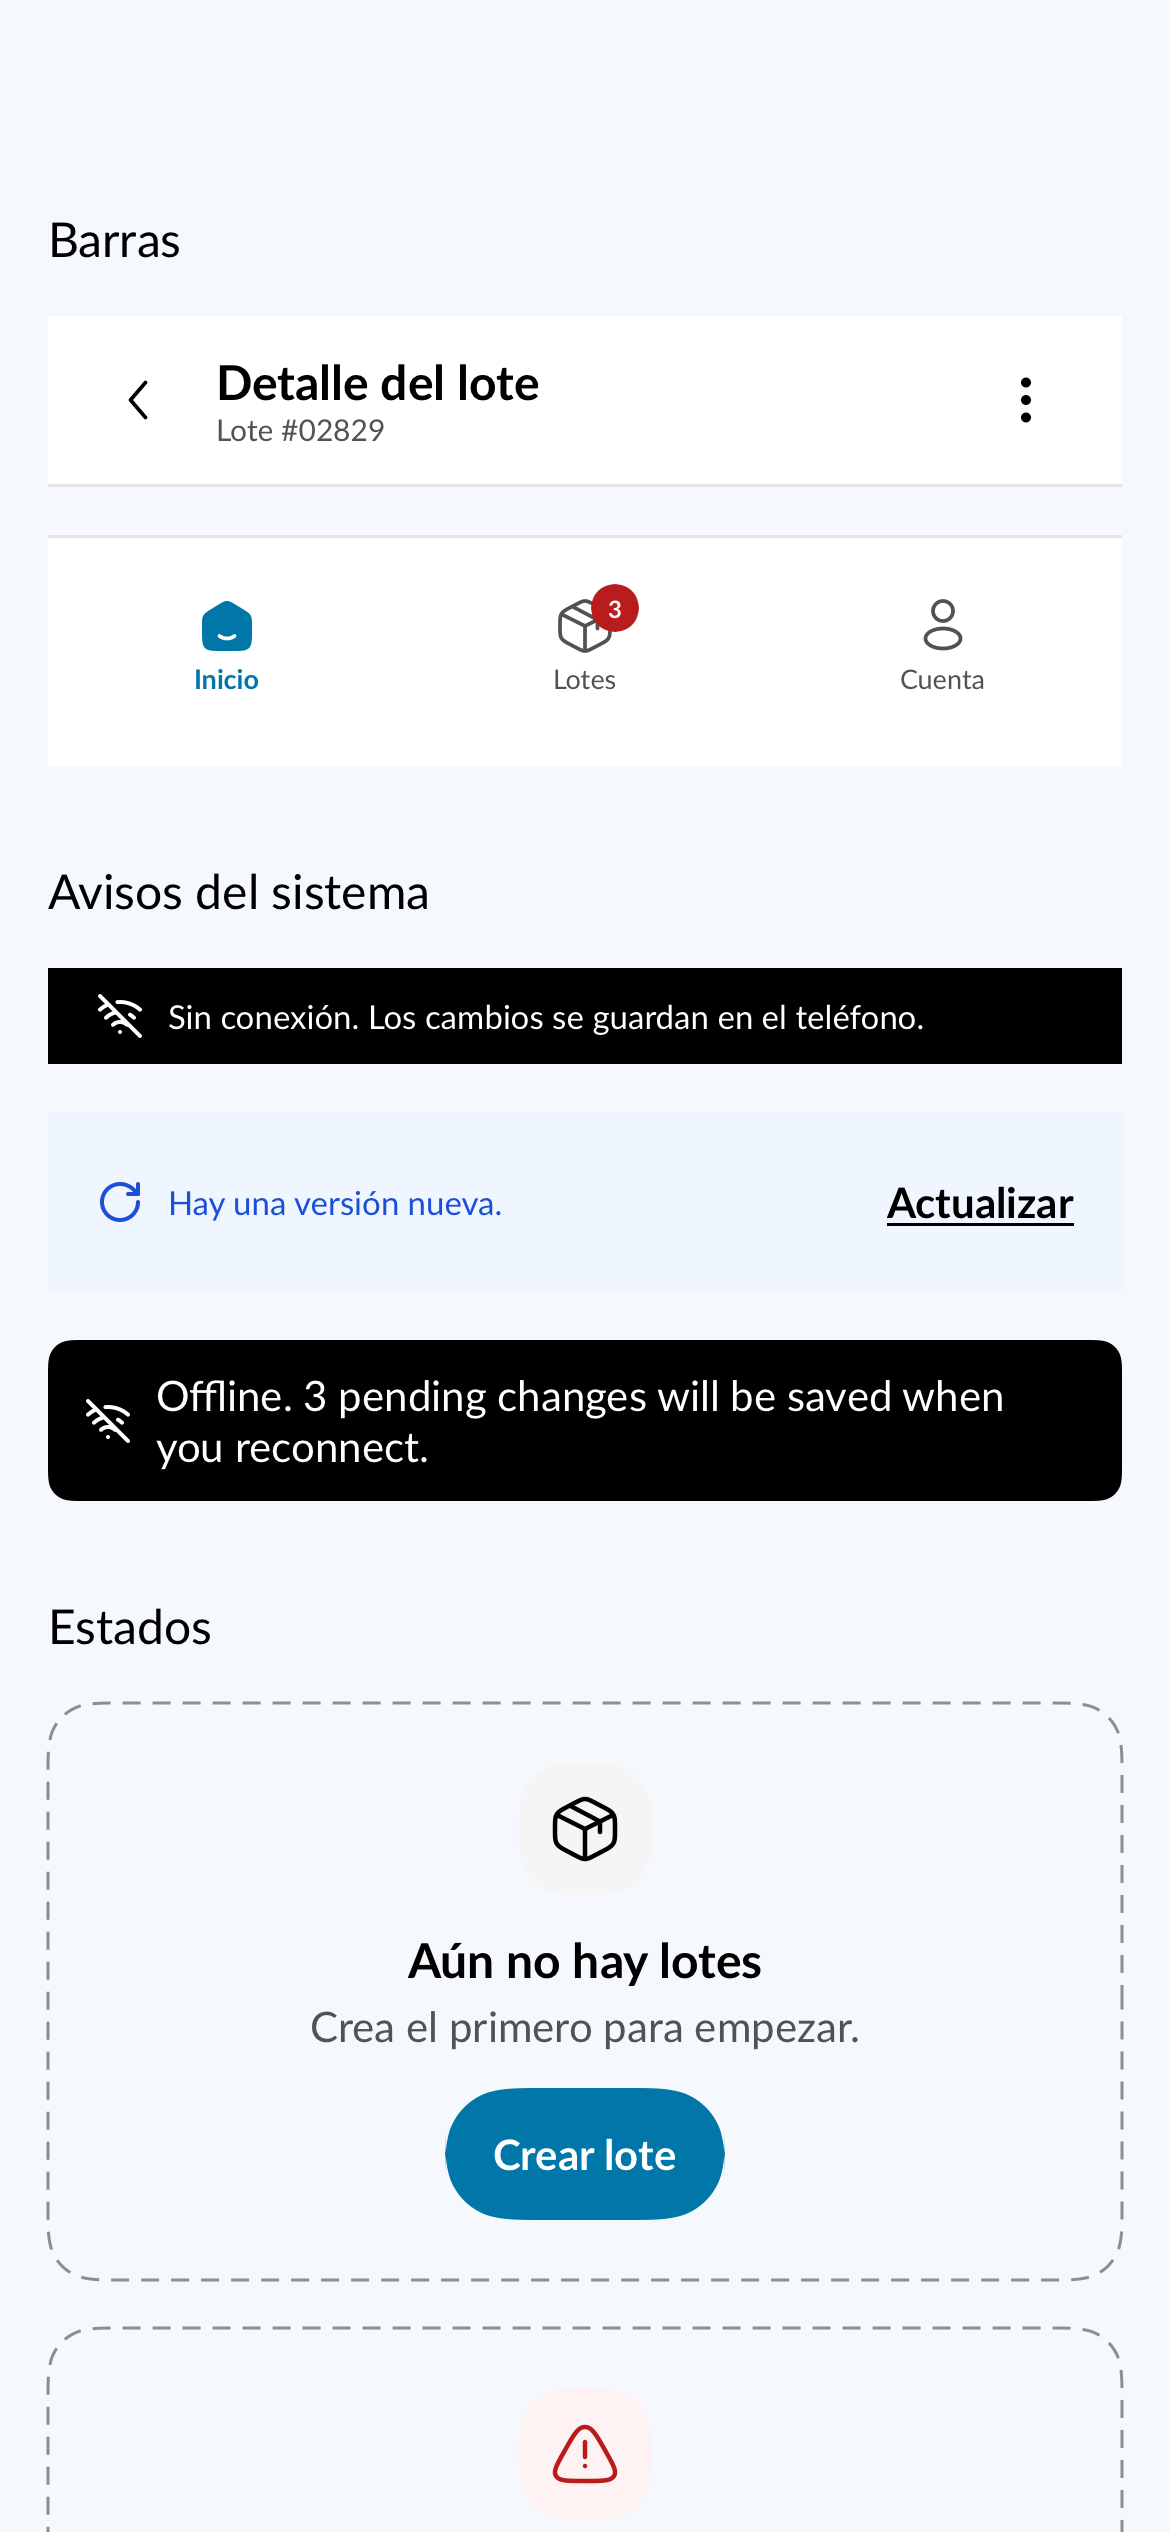 Barras
Detalle del lote
Lote #02829
3
Inicio
Lotes
Cuenta
Avisos del sistema
Sin conexión. Los cambios se guardan en el teléfono.
Hay una versión nueva.
Actualizar
Offline. 3 pending changes will be saved when
you reconnect.
Estados
Aún no hay lotes
Crea el primero para empezar.
Crear lote